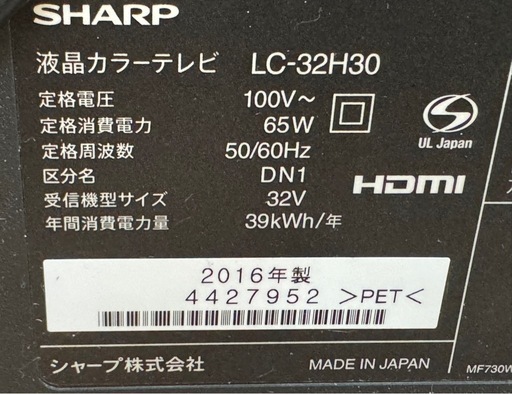 SHARP
液晶カラーテレビ LC-32H30
定格電圧 100V～
定格消費電力 65W
定格周波数 50/60Hz
区分名 DN1
受信機型サイズ 32V
年間消費電力量 39kWh/年
S
UL Japan
HDMI
2016年製
4427952 >PET<
シャープ株式会社 MADE IN JAPAN
MF730W